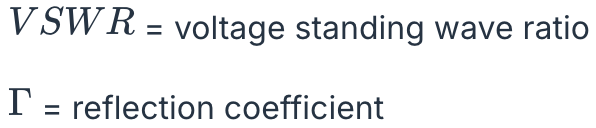 VSWR = voltage standing wave ratio
Γ = reflection coefficient